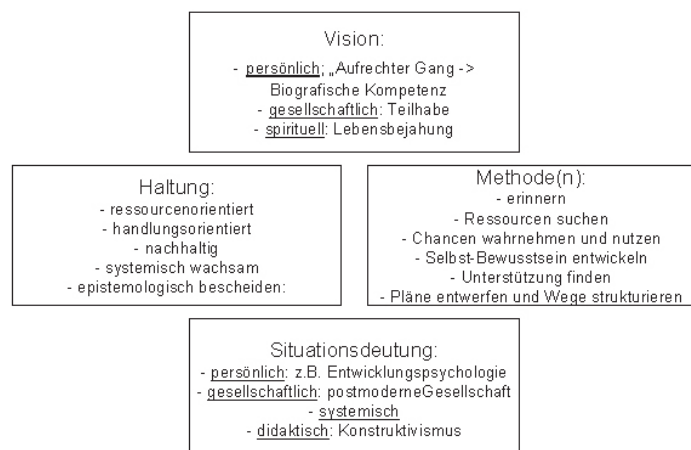 Vision:
- persönlich; „Aufrechter Gang ->
Biografische Kompetenz
- gesellschaftlich: Teilhabe
- spirituell: Lebensbejahung
Haltung:
- ressourcenorientiert
- handlungsorientiert
- nachhaltig
- systemisch wachsam
- epistemologisch bescheiden:
Methode(n):
- erinnern
- Ressourcen suchen
- Chancen wahrnehmen und nutzen
- Selbst-Bewusstsein entwickeln
- Unterstützung finden
- Pläne entwerfen und Wege strukturieren
Situationsdeutung:
- persönlich: z.B. Entwicklungspsychologie
- gesellschaftlich: postmoderneGesellschaft
- systemisch
- didaktisch: Konstruktivismus